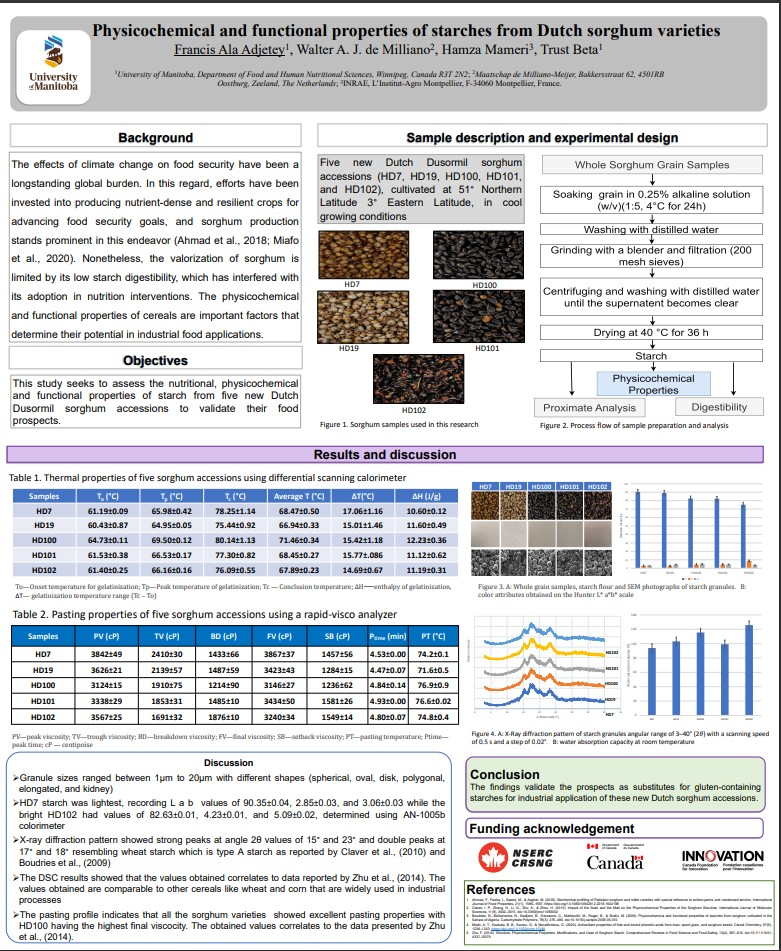 Physicochemical and functional properties of starches from Dutch sorghum varieties
Francis Ala Adjetey¹, Walter A. J. de Milliano², Hamza Mameri³, Trust Beta¹
¹University of Manitoba, Department of Food and Human Nutritional Sciences, Winnipeg, Canada R3T 2N2; ²Maatschap de Milliano-Meijer, Bakkersstraat 62, 4501RB
Oostburg, Zeeland, The Netherlands; ³INRAE, L'Institut-Agro Montpellier, F-34060 Montpellier, France.
University
of Manitoba
Background
The effects of climate change on food security have been a
longstanding global burden. In this regard, efforts have been
invested into producing nutrient-dense and resilient crops for
advancing food security goals, and sorghum production
stands prominent in this endeavor (Ahmad et al., 2018; Miafo
et al., 2020). Nonetheless, the valorization of sorghum is
limited by its low starch digestibility, which has interfered with
its adoption in nutrition interventions. The physicochemical
and functional properties of cereals are important factors that
determine their potential in industrial food applications.
Objectives
This study seeks to assess the nutritional, physicochemical
and functional properties of starch from five new Dutch
Dusormil sorghum accessions to validate their food
prospects.
Sample description and experimental design
Five new Dutch Dusormil sorghum
accessions (HD7, HD19, HD100, HD101,
and HD102), cultivated at 51° Northern
Latitude 3° Eastern Latitude, in cool
growing conditions
HD7
HD100
HD19
HD101
HD102
Figure 1. Sorghum samples used in this research
Whole Sorghum Grain Samples
Soaking grain in 0.25% alkaline solution
(w/v)(1:5, 4°C for 24h)
Washing with distilled water
Grinding with a blender and filtration (200
mesh sieves)
Centrifuging and washing with distilled water
until the supernatent becomes clear
Drying at 40 °C for 36 h
Starch
Physicochemical
Properties
Proximate Analysis
Digestibility
Figure 2. Process flow of sample preparation and analysis
Results and discussion
Table 1. Thermal properties of five sorghum accessions using differential scanning calorimeter
Samples To (°C) Tp (°C) Tc (°C) Average T (°C) ΔT(°C) ΔH (J/g)
HD7 61.19±0.09 65.98±0.42 78.25±1.14 68.47±0.50 17.06±1.16 10.60±0.12
HD19 60.43±0.87 64.95±0.05 75.44±0.92 66.94±0.33 15.01±1.46 11.60±0.49
HD100 64.73±0.11 69.50±0.12 80.14±1.13 71.46±0.34 15.42±1.18 12.23±0.36
HD101 61.53±0.38 66.53±0.17 77.30±0.82 68.45±0.27 15.77±.086 11.12±0.62
HD102 61.40±0.25 66.16±0.16 76.09±0.55 67.89±0.23 14.69±0.67 11.19±0.31
To—Onset temperature for gelatinization; Tp—Peak temperature of gelatinization; Tc — Conclusion temperature; ΔH—enthalpy of gelatinization,
ΔT— gelatinization temperature range (Tc – To)
Table 2. Pasting properties of five sorghum accessions using a rapid-visco analyzer
Samples PV (cP) TV (cP) BD (cP) FV (cP) SB (cP) Ptime (min) PT (°C)
HD7 3842±49 2410±30 1433±66 3867±37 1457±56 4.53±0.00 74.2±0.1
HD19 3626±21 2139±57 1487±59 3423±43 1284±15 4.47±0.07 71.6±0.5
HD100 3124±15 1910±75 1214±90 3146±27 1236±62 4.84±0.14 76.9±0.9
HD101 3338±29 1853±31 1485±10 3434±50 1581±26 4.93±0.00 76.6±0.02
HD102 3567±25 1691±32 1876±10 3240±34 1549±14 4.80±0.07 74.8±0.4
PV—peak viscosity; TV—trough viscosity; BD—breakdown viscosity; FV—final viscosity; SB—setback viscosity; PT—pasting temperature; Ptime—
peak time; cP — centipoise
HD7 HD19 HD100 HD101 HD102
Figure 3. A: Whole grain samples, starch flour and SEM photographs of starch granules. B:
color attributes obtained on the Hunter L* a*b* scale
HD102
HD101
HD100
HD19
HD7
Figure 4. A: X-Ray diffraction pattern of starch granules angular range of 3–40° (2θ) with a scanning speed
of 0.5 s and a step of 0.02°. B: water absorption capacity at room temperature
Discussion
➢Granule sizes ranged between 1μm to 20μm with different shapes (spherical, oval, disk, polygonal,
elongated, and kidney)
➢HD7 starch was lightest, recording L a b values of 90.35±0.04, 2.85±0.03, and 3.06±0.03 while the
bright HD102 had values of 82.63±0.01, 4.23±0.01, and 5.09±0.02, determined using AN-1005b
colorimeter
➢X-ray diffraction pattern showed strong peaks at angle 2θ values of 15° and 23° and double peaks at
17° and 18° resembling wheat starch which is type A starch as reported by Claver et al., (2010) and
Boudries et al., (2009)
➢The DSC results showed that the values obtained correlates to data reported by Zhu et al., (2014). The
values obtained are comparable to other cereals like wheat and corn that are widely used in industrial
processes
➢The pasting profile indicates that all the sorghum varieties showed excellent pasting properties with
HD100 having the highest final viscocity. The obtained values correlates to the data reported by Zhu
et al., (2014).
Conclusion
The findings validate the prospects as substitutes for gluten-containing
starches for industrial application of these new Dutch sorghum accessions.
Funding acknowledgement
NSERC
CRSNG
Canada
INNOVATION
Canada Foundation
for Innovation
Fondation canadienne
pour l'innovation
References